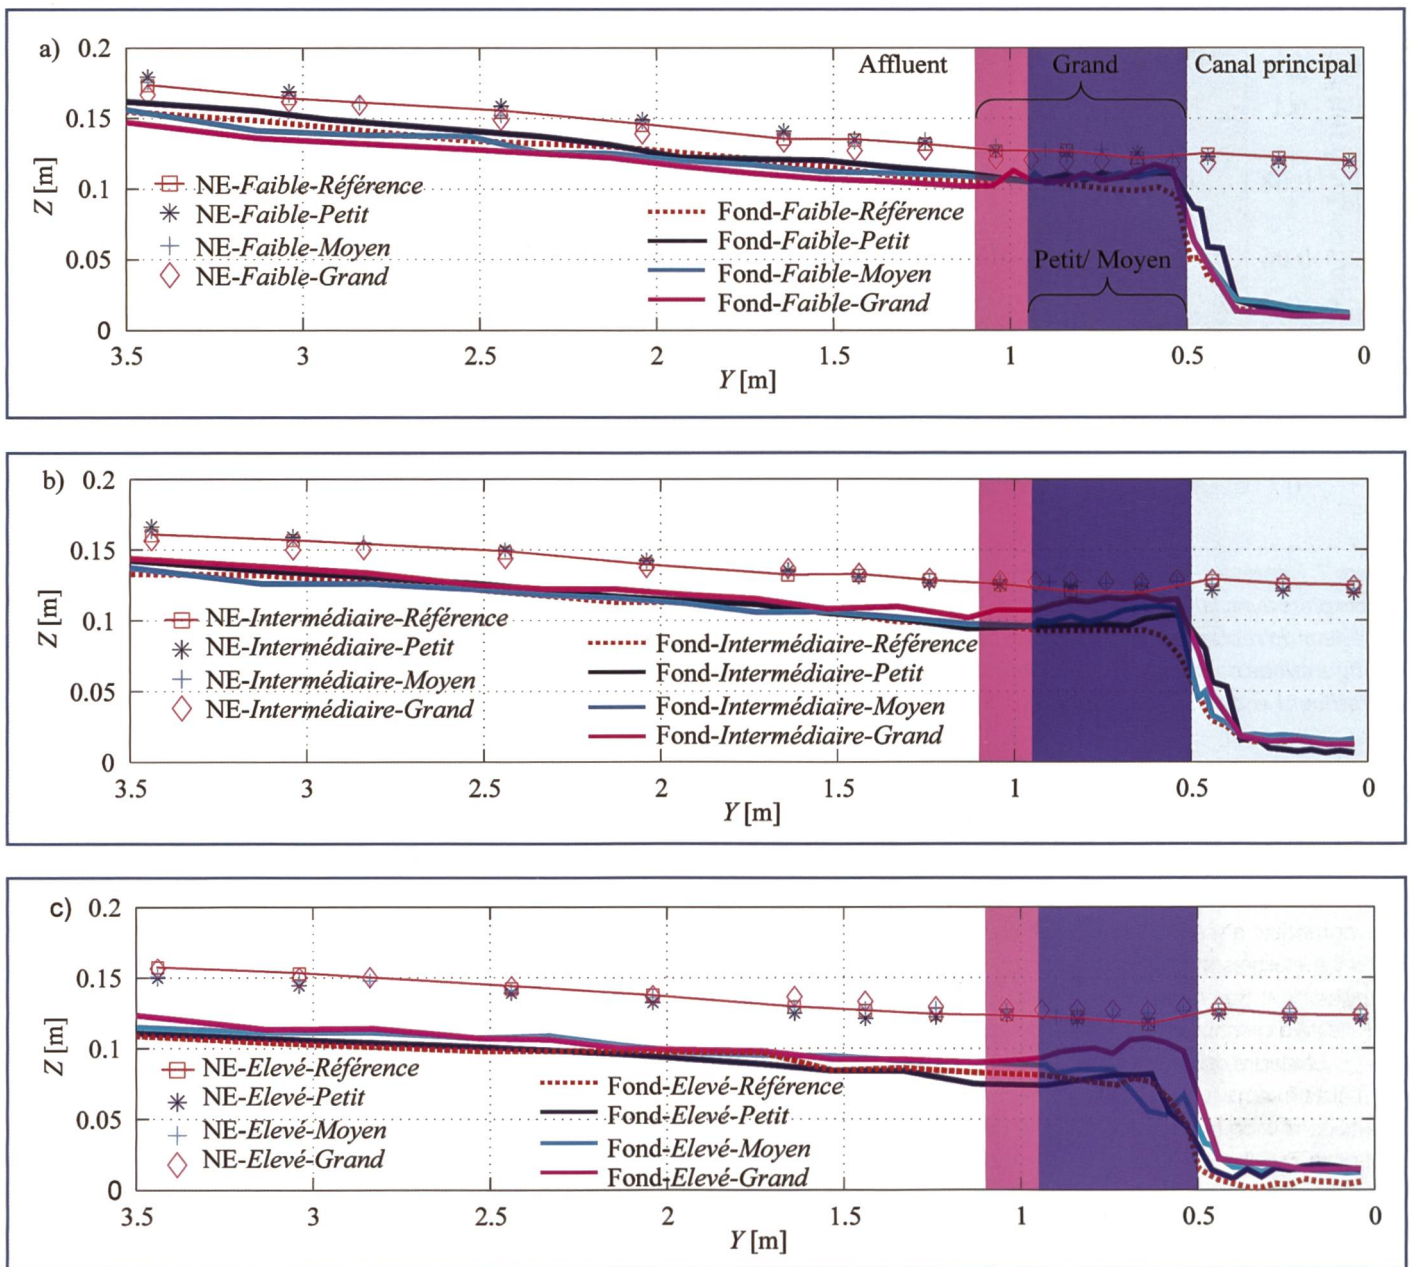 a)
0.2
0.15
0.1
0.05
0
Z [m]
Affluent
Grand
Canal principal
NE-Faible-Référence
NE-Faible-Petit
NE-Faible-Moyen
NE-Faible-Grand
Fond-Faible-Référence
Fond-Faible-Petit
Fond-Faible-Moyen
Fond-Faible-Grand
Petit/ Moyen
3.5 3 2.5 2 1.5 1 0.5 0
Y [m]
b)
0.2
0.15
0.1
0.05
0
Z [m]
NE-Intermédiaire-Référence
NE-Intermédiaire-Petit
NE-Intermédiaire-Moyen
NE-Intermédiaire-Grand
Fond-Intermédiaire-Référence
Fond-Intermédiaire-Petit
Fond-Intermédiaire-Moyen
Fond-Intermédiaire-Grand
3.5 3 2.5 2 1.5 1 0.5 0
Y [m]
c)
0.2
0.15
0.1
0.05
0
Z [m]
NE-Elevé-Référence
NE-Elevé-Petit
NE-Elevé-Moyen
NE-Elevé-Grand
Fond-Elevé-Référence
Fond-Elevé-Petit
Fond-Elevé-Moyen
Fond-Elevé-Grand
3.5 3 2.5 2 1.5 1 0.5 0
Y [m]